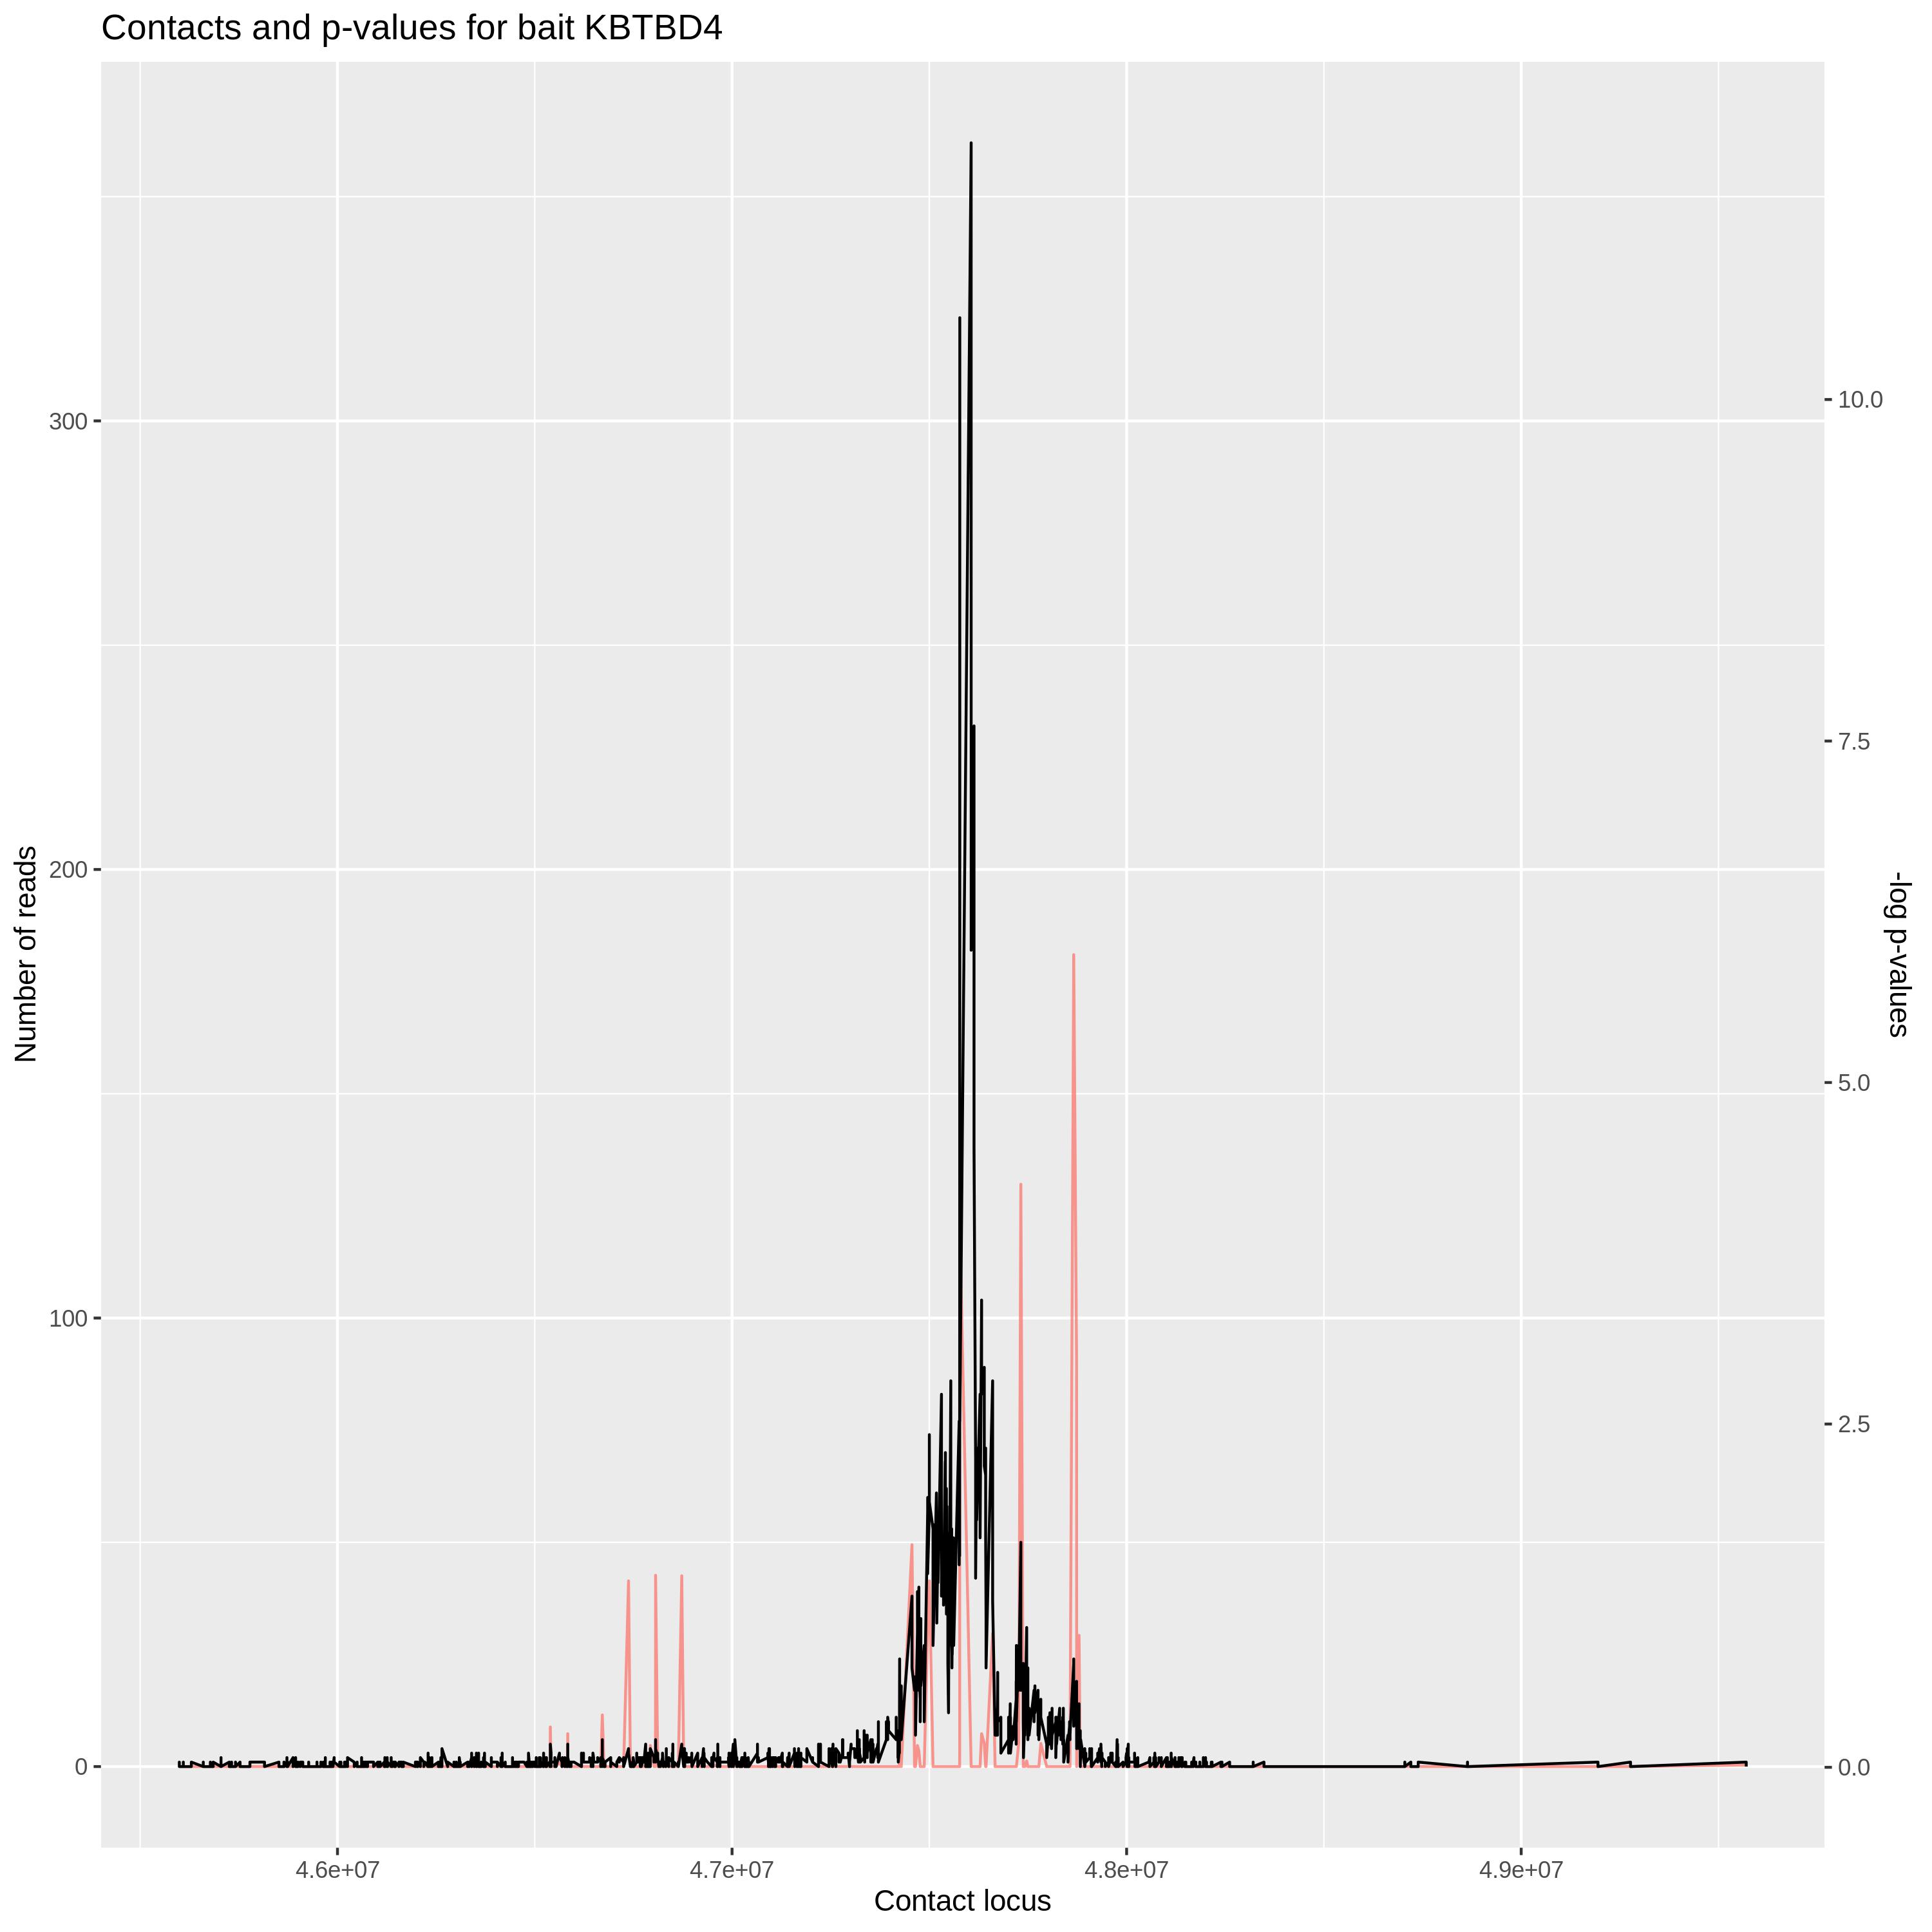 Contacts and p-values for bait KBTBD4
Number of reads
300
200
100
0
10.0
7.5
5.0
2.5
0.0
-log p-values
4.6e+07
4.7e+07
4.8e+07
4.9e+07
Contact locus